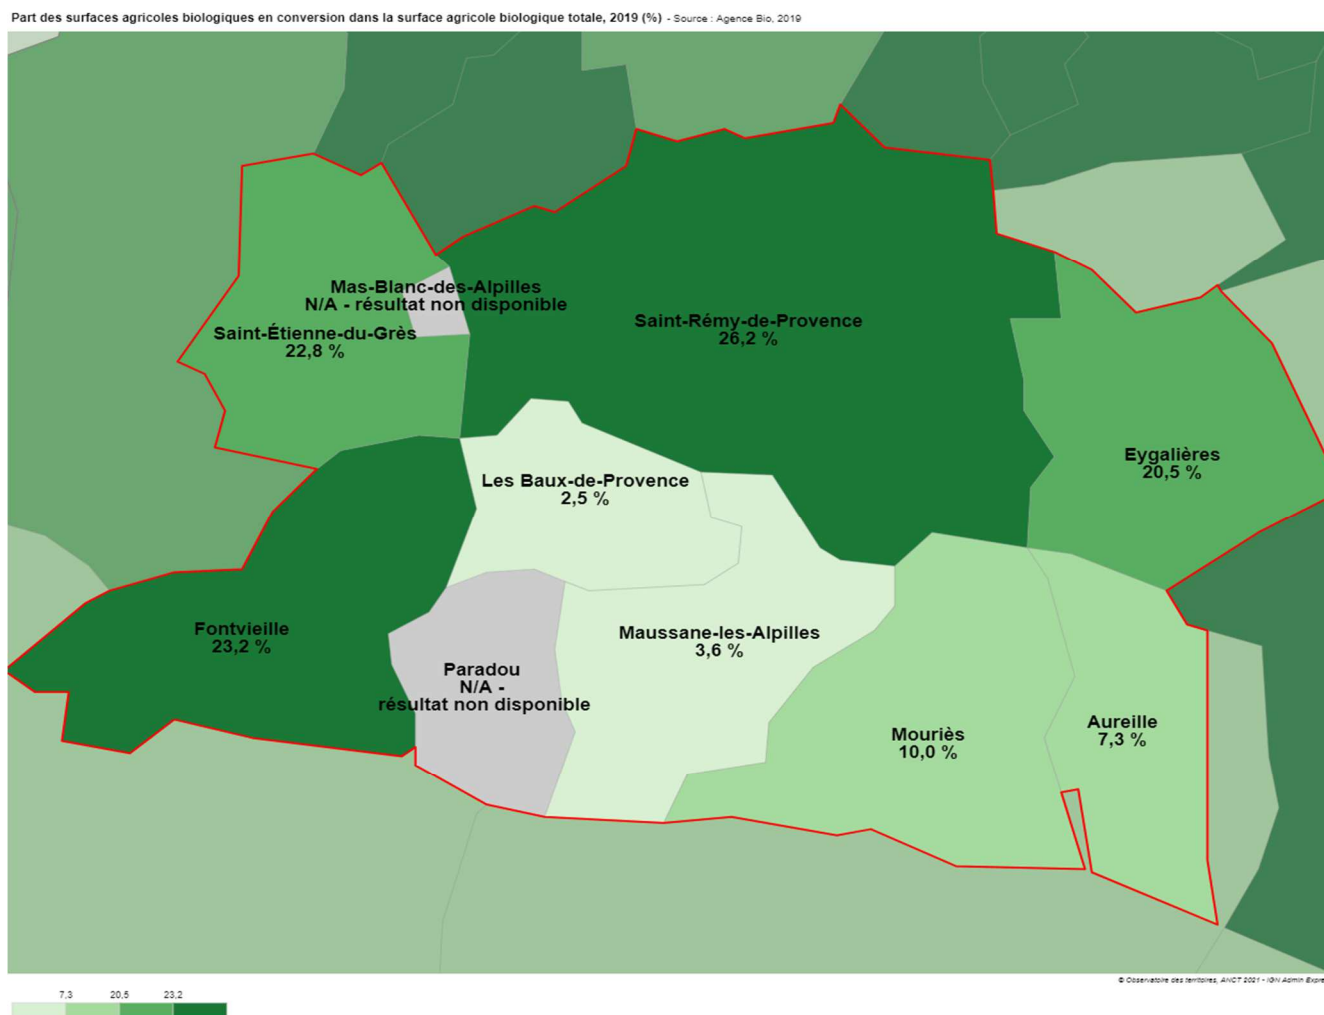 Part des surfaces agricoles biologiques en conversion dans la surface agricole biologique totale, 2019 (%) - Source : Agence Bio, 2019
Mas-Blanc-des-Alpilles
N/A - résultat non disponible
Saint-Rémy-de-Provence
26,2 %
Saint-Étienne-du-Grès
22,8 %
Eygalières
20,5 %
Les Baux-de-Provence
2,5 %
Fontvieille
23,2 %
Maussane-les-Alpilles
3,6 %
Paradou
N/A -
résultat non disponible
Mouriès
10,0 %
Aureille
7,3 %
© Observatoire des territoires, ANCT 2021 - IGN Admin Expre
7,3 20,5 23,2